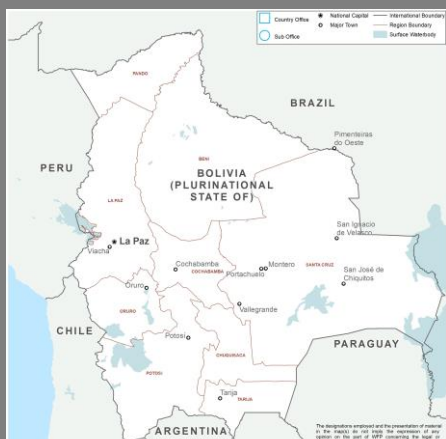 Country Office
Sub Office
National Capital
Major Town
International Boundary
Region Boundary
Surface Waterbody
PANDO
BRAZIL
Pimenteiras
do Oeste
PERU
BENI
BOLIVIA
(PLURINATIONAL
STATE OF)
LA PAZ
La Paz
Viacha
San Ignacio
de Velasco
Cochabamba
COCHABAMBA
Montero
Portachuelo
SANTA CRUZ
San José de
Chiquitos
Oruro
ORURO
Vallegrande
CHILE
Potosí
PARAGUAY
CHUQUISACA
POTOSI
Tarija
TARIJA
ARGENTINA
The designations employed and the presentation of material
in the map(s) do not imply the expression of any
opinion on the part of WFP concerning the legal or